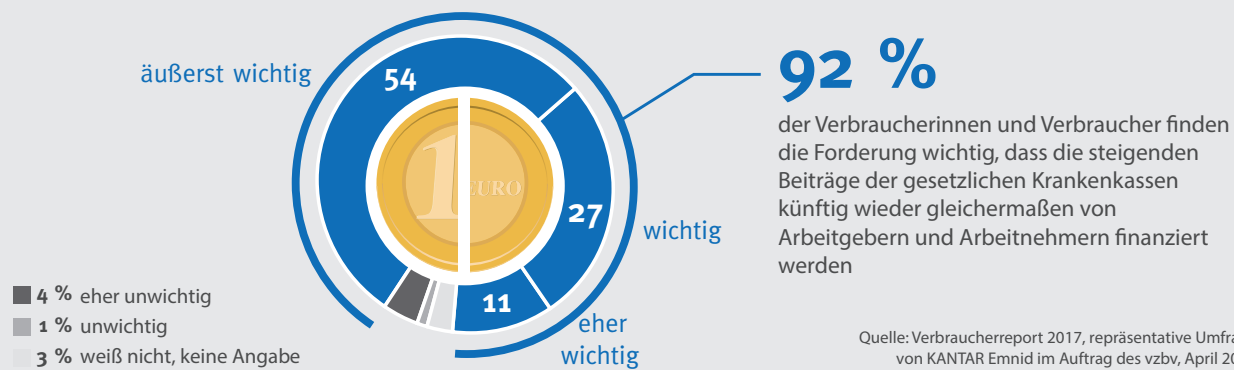 äußerst wichtig
54
1
EURO
27
wichtig
11
eher
wichtig
92 %
der Verbraucherinnen und Verbraucher finden
die Forderung wichtig, dass die steigenden
Beiträge der gesetzlichen Krankenkassen
künftig wieder gleichermaßen von
Arbeitgebern und Arbeitnehmern finanziert
werden
4 % eher unwichtig
1 % unwichtig
3 % weiß nicht, keine Angabe
Quelle: Verbraucherreport 2017, repräsentative
von KANTAR Emnid im Auftrag des vzbv, April